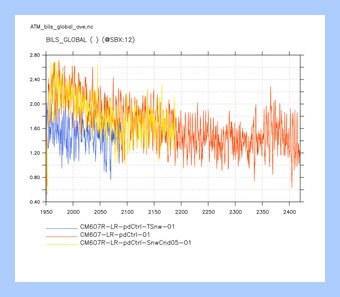 ATM_bils_global_ave.nc
BILS_GLOBAL ( ) (@SBX:12)
2.80
2.40
2.00
1.60
1.20
0.80
0.40
1950 2000 2050 2100 2150 2200 2250 2300 2350 2400
CM607R-LR-pdCtrl-TSnw-01
CM607-LR-pdCtrl-01
CM607R-LR-pdCtrl-SnwCnd05-01